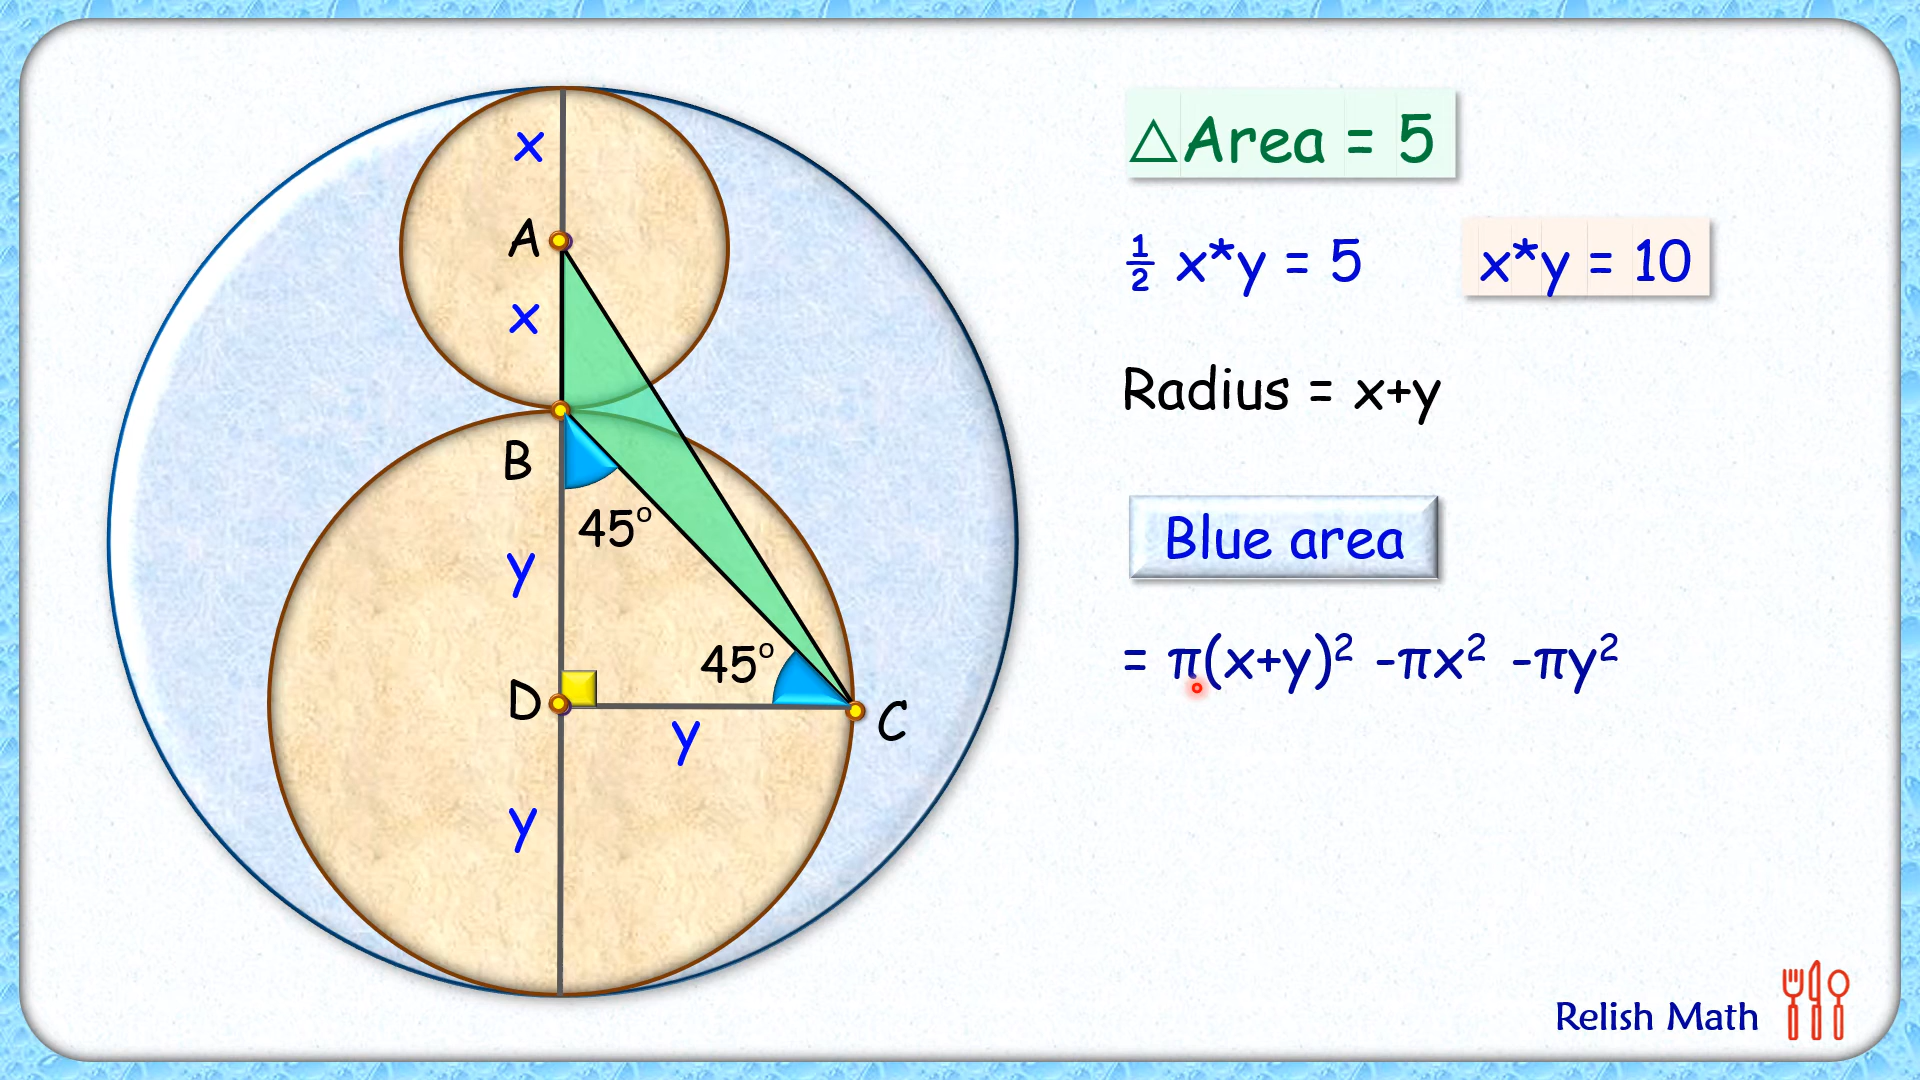 x
A
x
B
45°
y
45°
D
y
C
y
△Area = 5
½ x*y = 5
x*y = 10
Radius = x+y
Blue area
= π(x+y)² -πx² -πy²
Relish Math